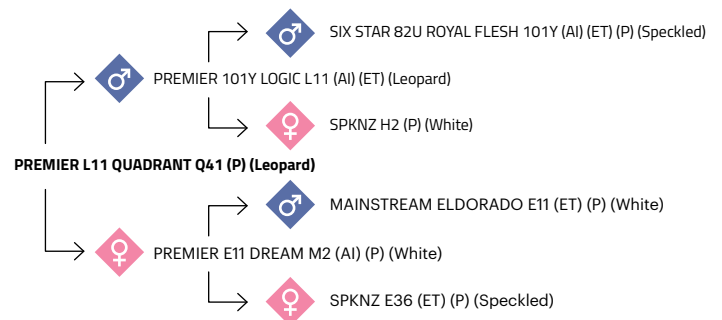 SIX STAR 82U ROYAL FLESH 101Y (AI) (ET) (P) (Speckled)
PREMIER 101Y LOGIC L11 (AI) (ET) (Leopard)
SPKNZ H2 (P) (White)
PREMIER L11 QUADRANT Q41 (P) (Leopard)
MAINSTREAM ELDORADO E11 (ET) (P) (White)
PREMIER E11 DREAM M2 (AI) (P) (White)
SPKNZ E36 (ET) (P) (Speckled)